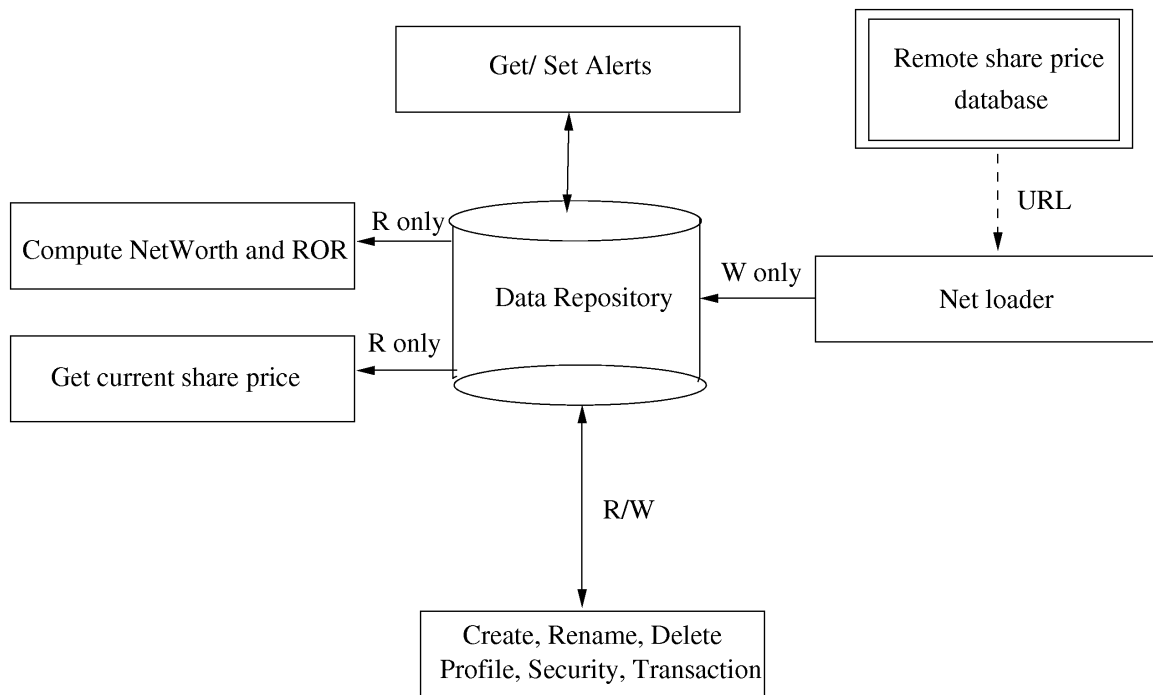 Get/ Set Alerts
Remote share price
database
URL
R only
Compute NetWorth and ROR
W only
Data Repository
Net loader
R only
Get current share price
R/W
Create, Rename, Delete
Profile, Security, Transaction